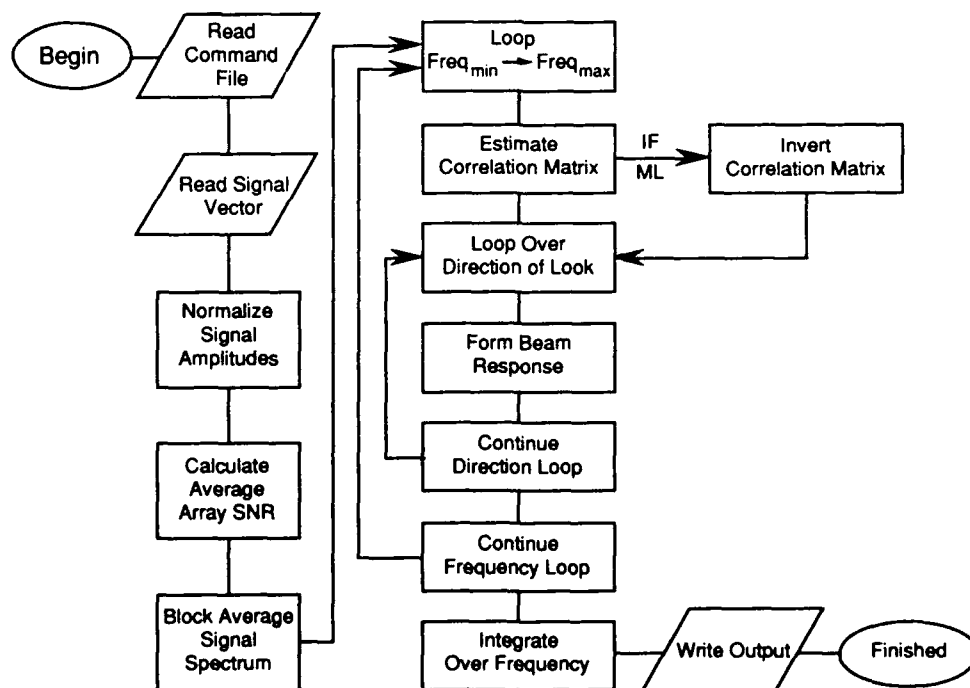 Begin
Read
Command
File
Read Signal
Vector
Normalize
Signal
Amplitudes
Calculate
Average
Array SNR
Block Average
Signal
Spectrum
Loop
Freq_min → Freq_max
Estimate
Correlation Matrix
IF
ML
Invert
Correlation Matrix
Loop Over
Direction of Look
Form Beam
Response
Continue
Direction Loop
Continue
Frequency Loop
Integrate
Over Frequency
Write Output
Finished